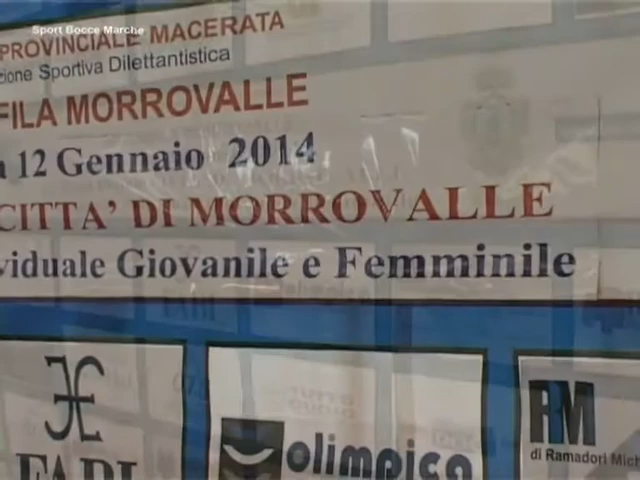 Sport Bocce Marche
PROVINCIALE MACERATA
zione Sportiva Dilettantistica
FILA MORROVALLE
a 12 Gennaio 2014
CITTA' DI MORROVALLE
viduale Giovanile e Femminile
FABI
olimpica
RM
di Ramadori Mich